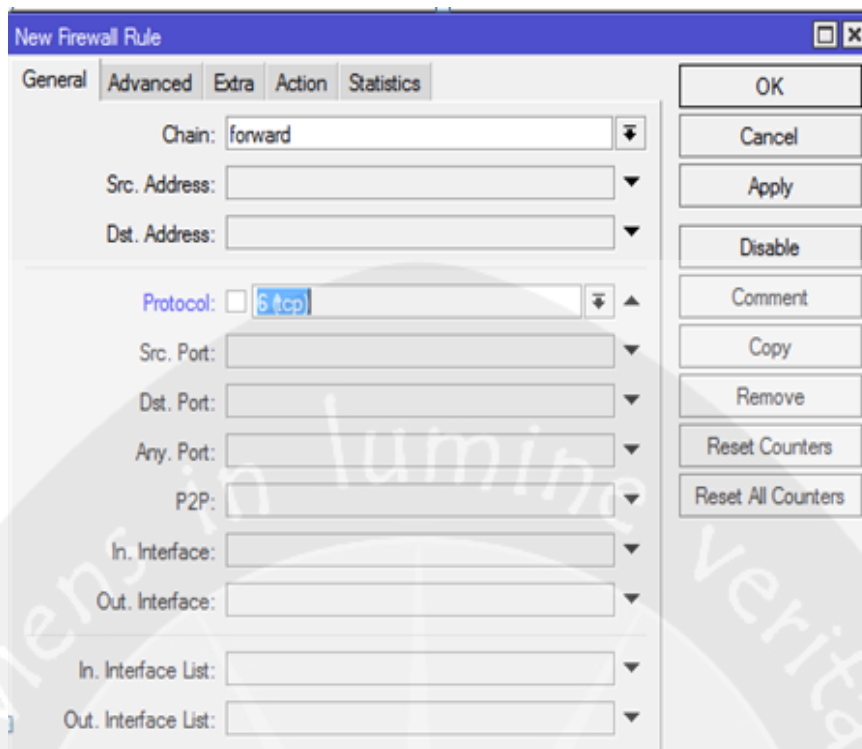 New Firewall Rule
General Advanced Extra Action Statistics
Chain: forward
Src. Address:
Dst. Address:
Protocol: 6 (tcp)
Src. Port:
Dst. Port:
Any. Port:
P2P:
In. Interface:
Out. Interface:
In. Interface List:
Out. Interface List:
OK
Cancel
Apply
Disable
Comment
Copy
Remove
Reset Counters
Reset All Counters
in lumine